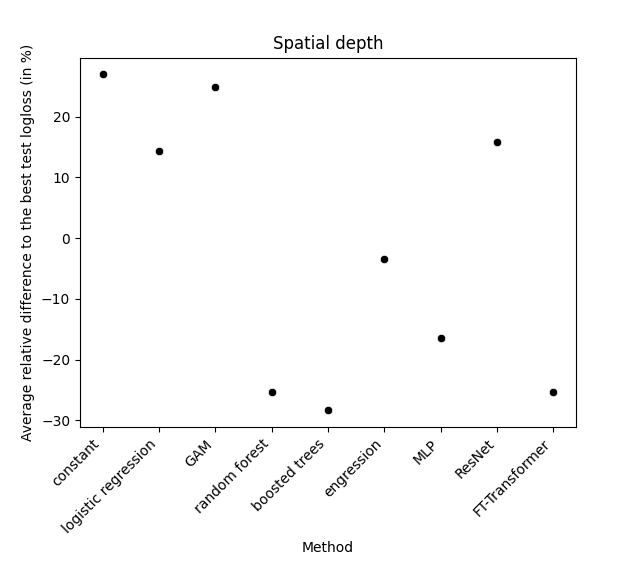 Spatial depth
Average relative difference to the best test logloss (in %)
20
10
0
−10
−20
−30
constant
logistic regression
GAM
random forest
boosted trees
engression
MLP
ResNet
FT-Transformer
Method